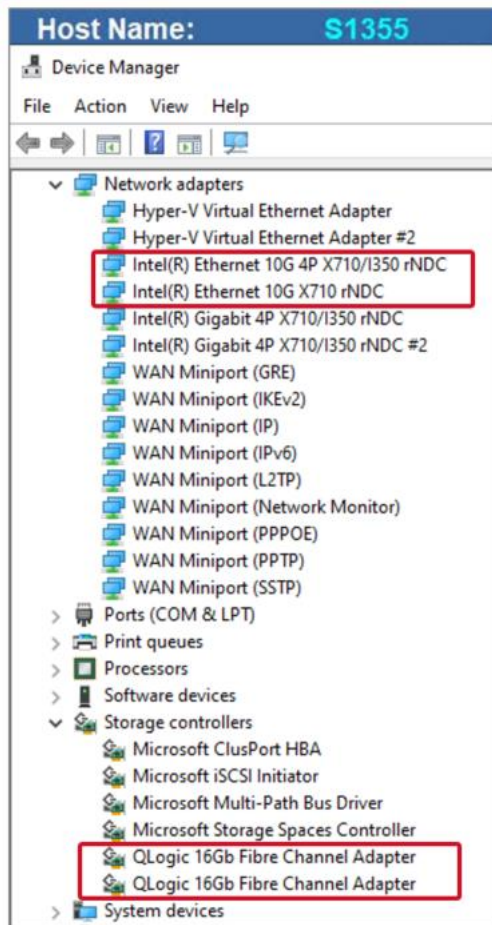 Host Name: S1355
Device Manager
File Action View Help
Network adapters
Hyper-V Virtual Ethernet Adapter
Hyper-V Virtual Ethernet Adapter #2
Intel(R) Ethernet 10G 4P X710/I350 rNDC
Intel(R) Ethernet 10G X710 rNDC
Intel(R) Gigabit 4P X710/I350 rNDC
Intel(R) Gigabit 4P X710/I350 rNDC #2
WAN Miniport (GRE)
WAN Miniport (IKEv2)
WAN Miniport (IP)
WAN Miniport (IPv6)
WAN Miniport (L2TP)
WAN Miniport (Network Monitor)
WAN Miniport (PPPOE)
WAN Miniport (PPTP)
WAN Miniport (SSTP)
Ports (COM & LPT)
Print queues
Processors
Software devices
Storage controllers
Microsoft ClusPort HBA
Microsoft iSCSI Initiator
Microsoft Multi-Path Bus Driver
Microsoft Storage Spaces Controller
QLogic 16Gb Fibre Channel Adapter
QLogic 16Gb Fibre Channel Adapter
System devices